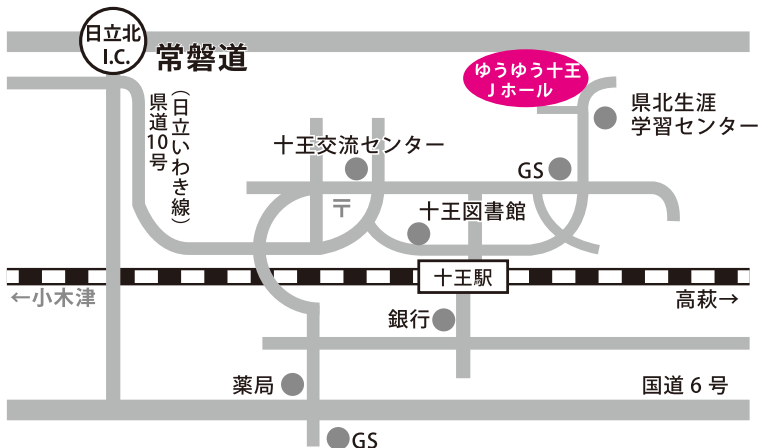 日立北
I.C.
常磐道
ゆうゆう十王
Jホール
県北生涯
学習センター
県道10号
（日立いわき線）
十王交流センター
GS
〒
十王図書館
十王駅
←小木津
高萩→
銀行
薬局
国道6号
GS